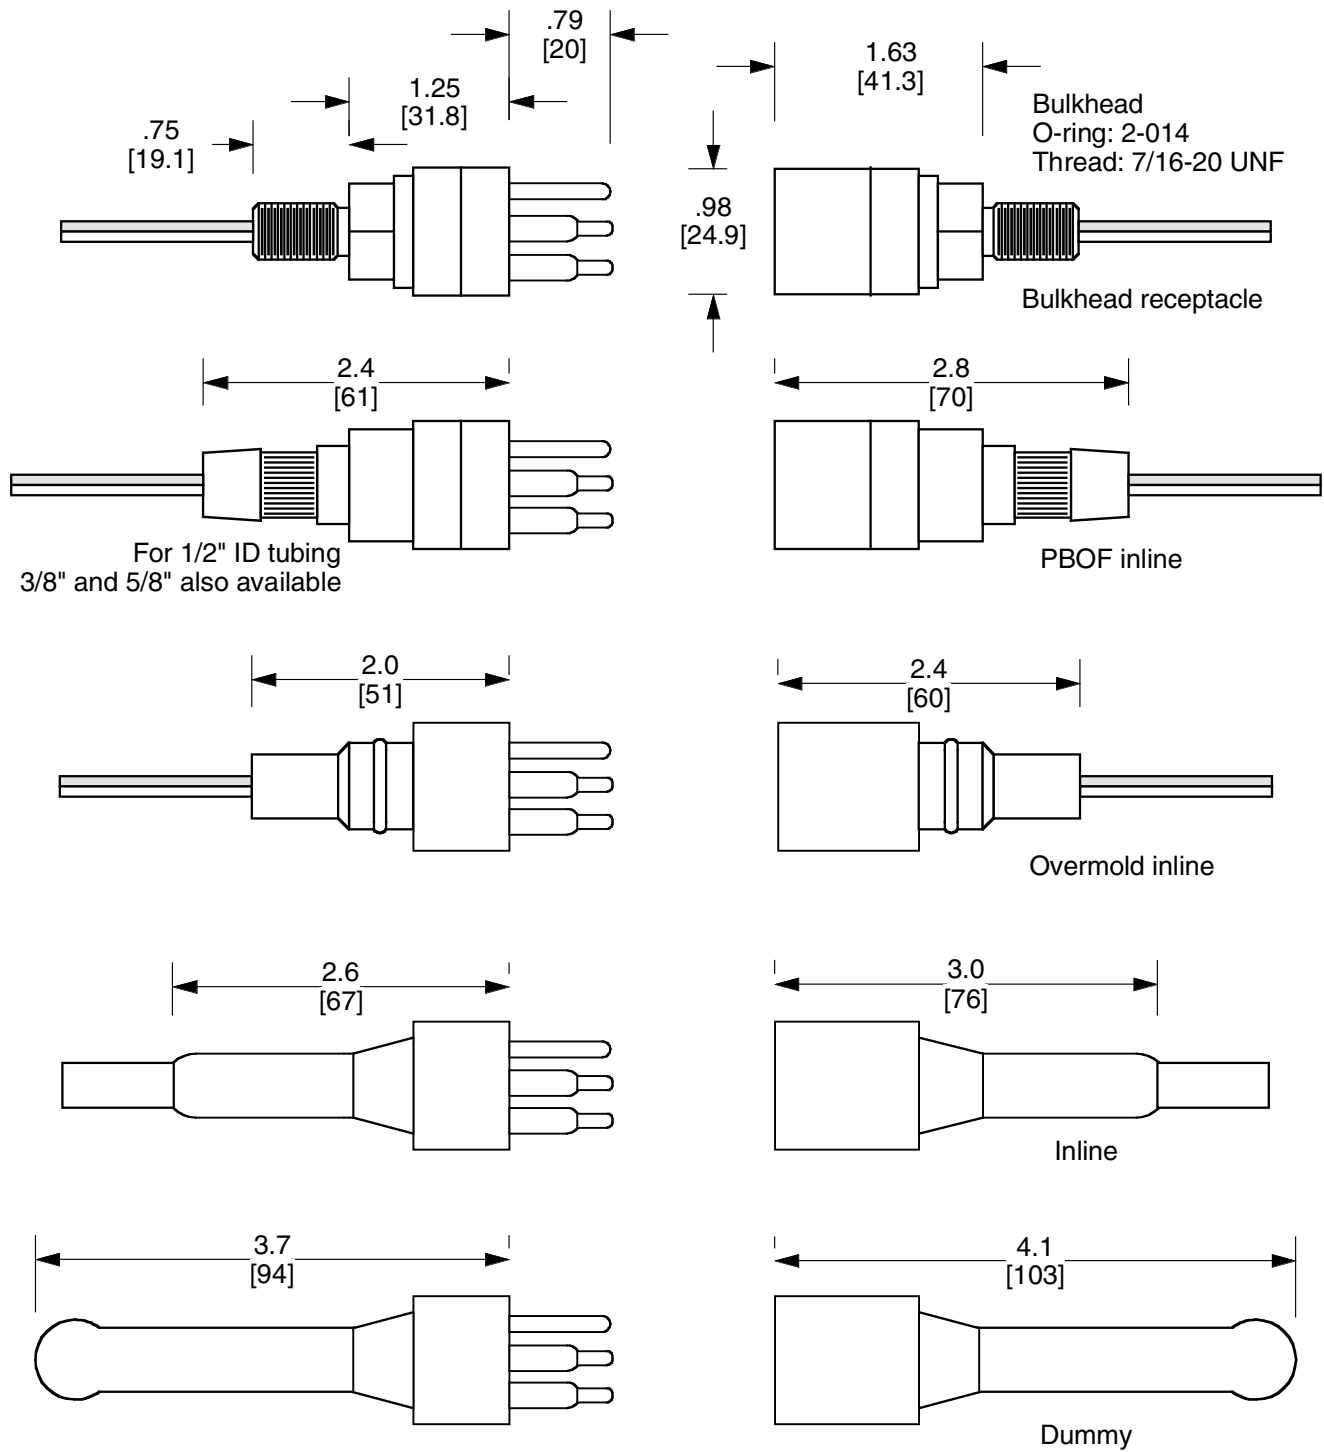 .79
[20]
1.25
[31.8]
.75
[19.1]
1.63
[41.3]
Bulkhead
O-ring: 2-014
Thread: 7/16-20 UNF
.98
[24.9]
Bulkhead receptacle
2.4
[61]
2.8
[70]
For 1/2" ID tubing
3/8" and 5/8" also available
PBOF inline
2.0
[51]
2.4
[60]
Overmold inline
2.6
[67]
3.0
[76]
Inline
3.7
[94]
4.1
[103]
Dummy